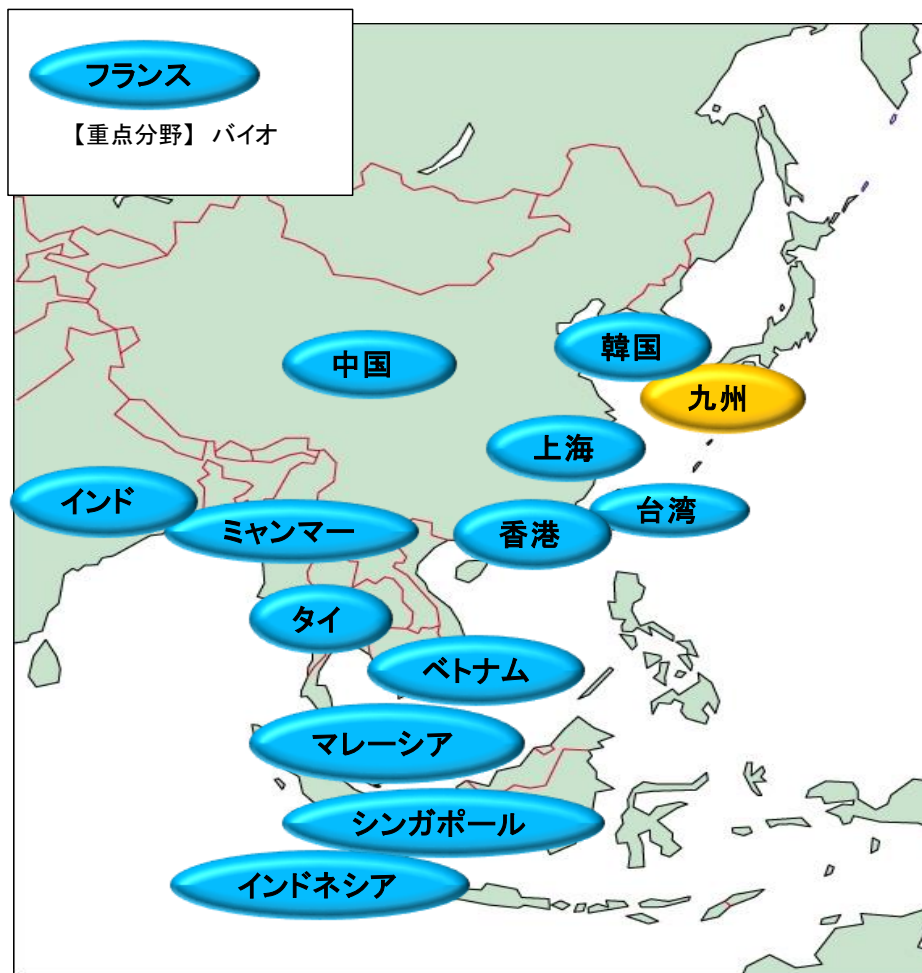 フランス
【重点分野】 バイオ
韓国
中国
九州
上海
インド
台湾
ミャンマー
香港
タイ
ベトナム
マレーシア
シンガポール
インドネシア